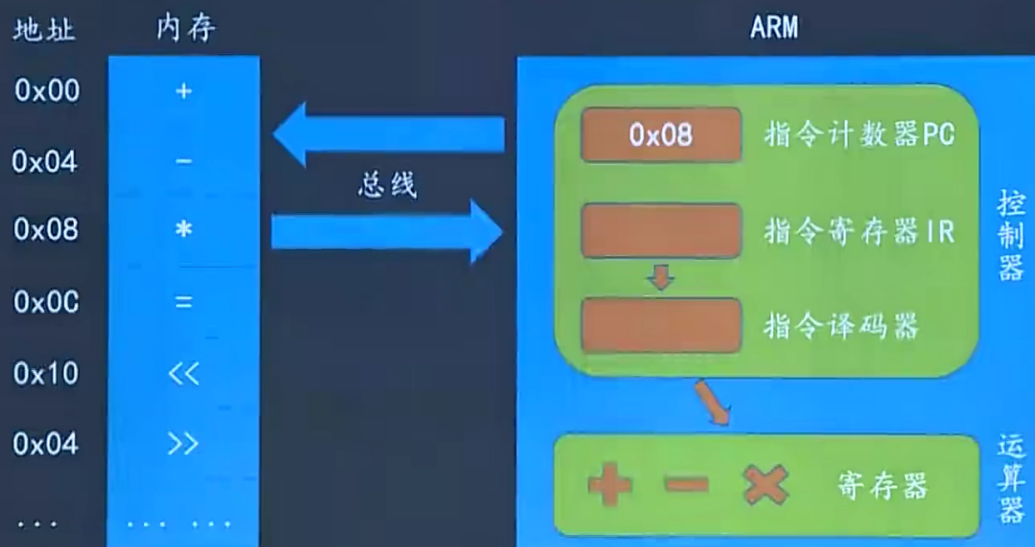 地址 内存 ARM
0x00 +
0x04 -
0x08 *
0x0C =
0x10 <<
0x04 >>
... ... ...
总线
0x08 指令计数器PC
指令寄存器IR
指令译码器
控制器
寄存器
运算器